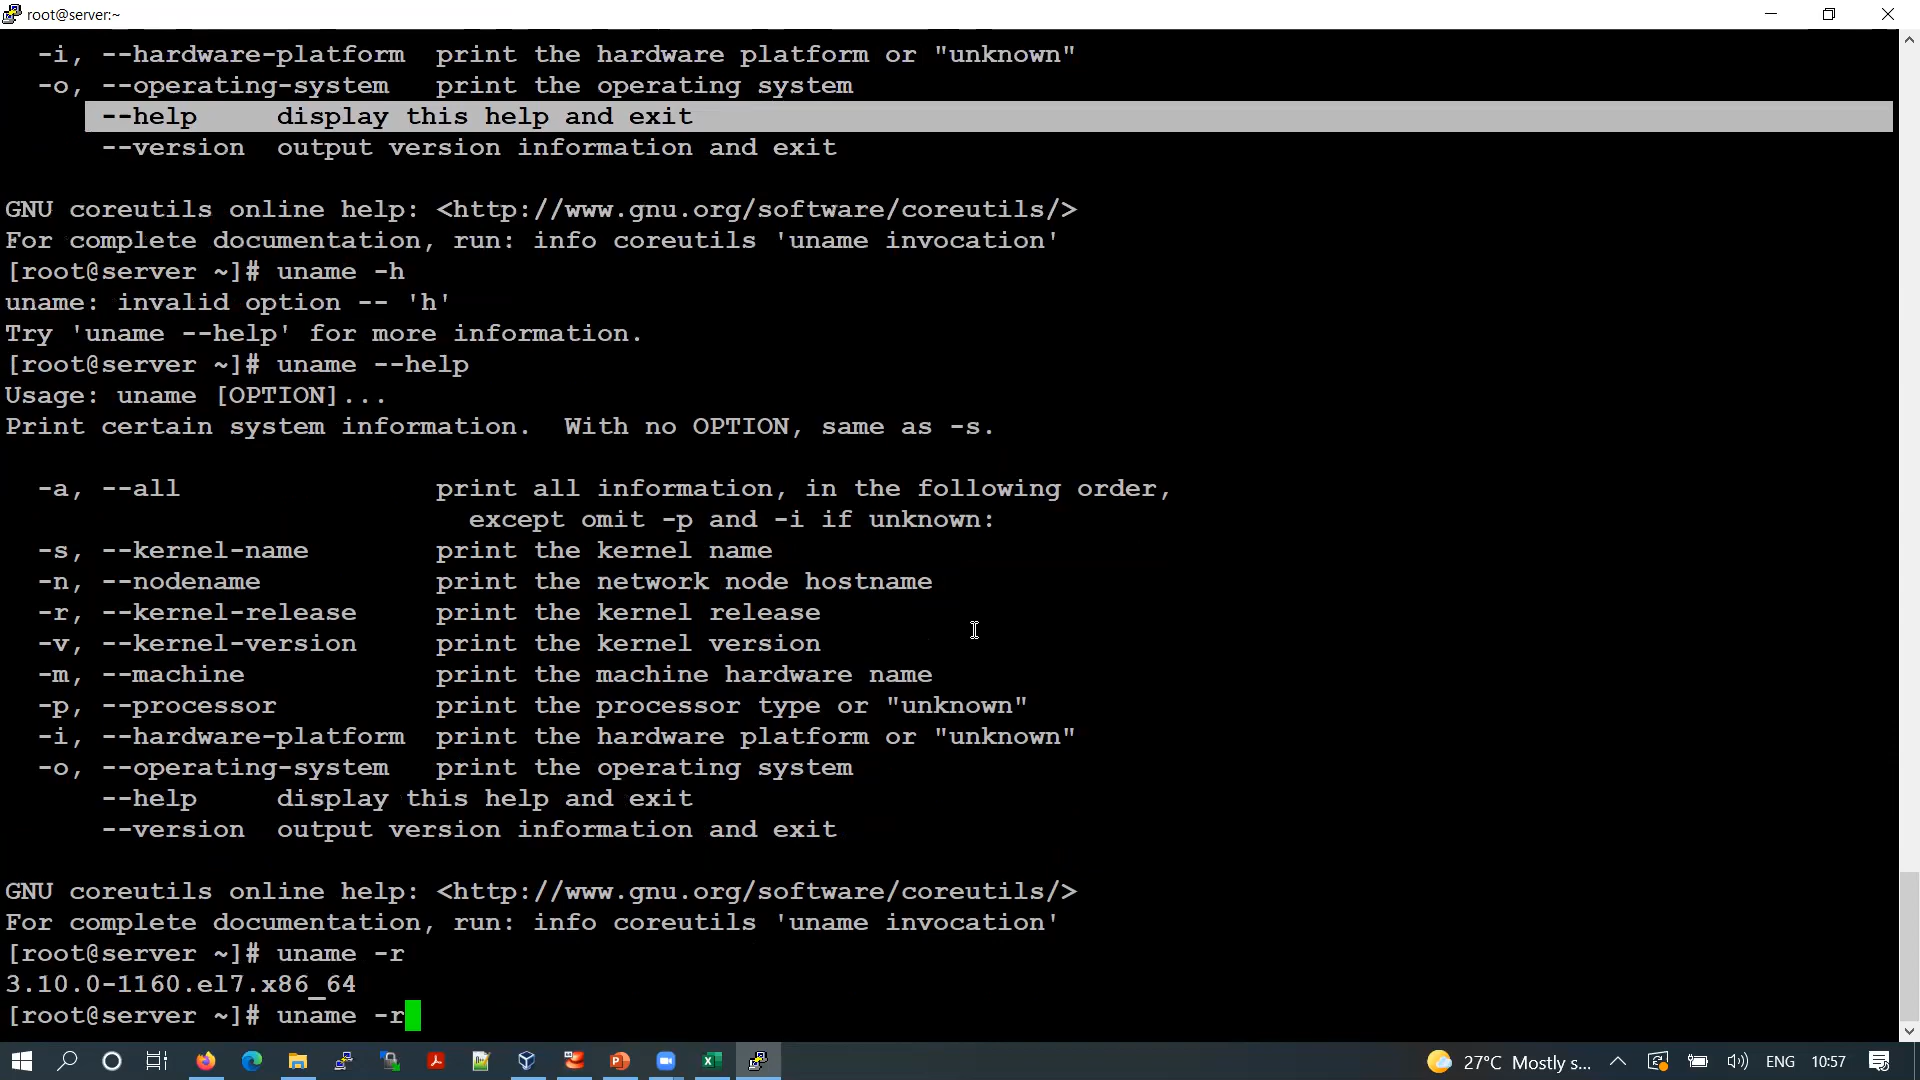 root@server:~
-i, --hardware-platform  print the hardware platform or "unknown"
-o, --operating-system   print the operating system
--help     display this help and exit
--version  output version information and exit
GNU coreutils online help: <http://www.gnu.org/software/coreutils/>
For complete documentation, run: info coreutils 'uname invocation'
[root@server ~]# uname -h
uname: invalid option -- 'h'
Try 'uname --help' for more information.
[root@server ~]# uname --help
Usage: uname [OPTION]...
Print certain system information.  With no OPTION, same as -s.
-a, --all                print all information, in the following order,
except omit -p and -i if unknown:
-s, --kernel-name        print the kernel name
-n, --nodename           print the network node hostname
-r, --kernel-release     print the kernel release
-v, --kernel-version     print the kernel version
-m, --machine            print the machine hardware name
-p, --processor          print the processor type or "unknown"
-i, --hardware-platform  print the hardware platform or "unknown"
-o, --operating-system   print the operating system
--help     display this help and exit
--version  output version information and exit
GNU coreutils online help: <http://www.gnu.org/software/coreutils/>
For complete documentation, run: info coreutils 'uname invocation'
[root@server ~]# uname -r
3.10.0-1160.el7.x86_64
[root@server ~]# uname -r
27°C Mostly s... ENG 10:57